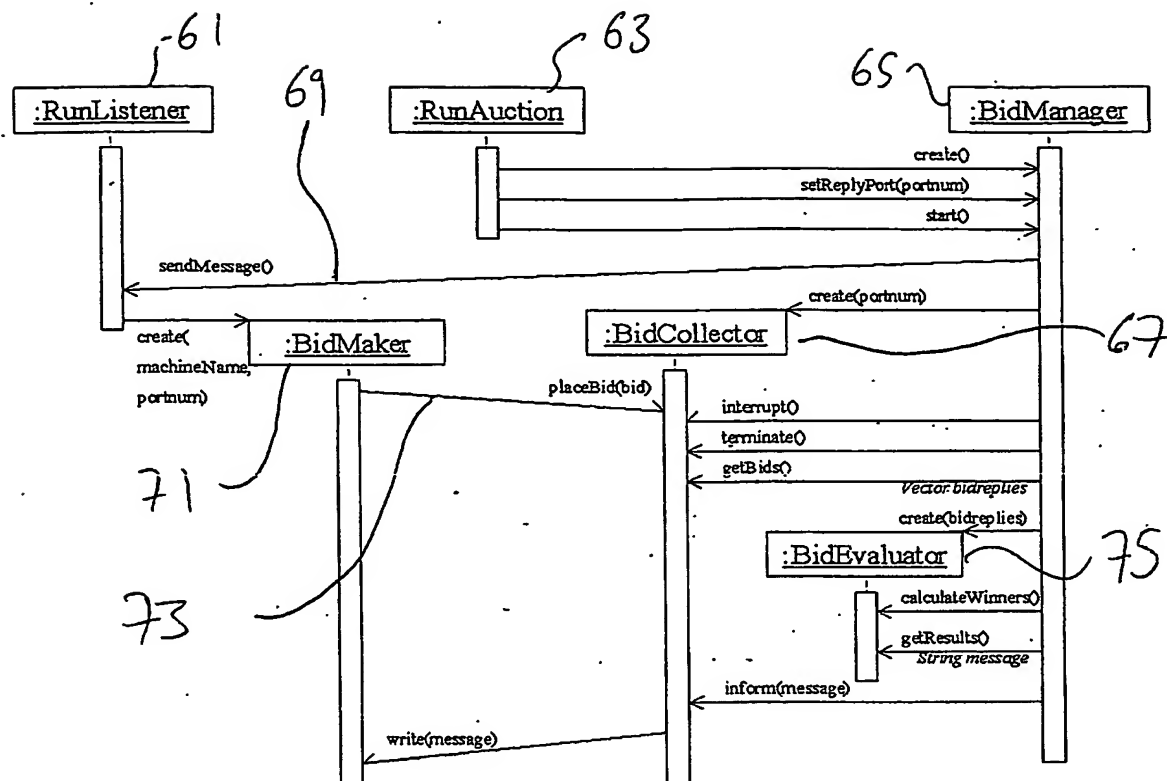 61
63
65
69
:RunListener
:RunAuction
:BidManager
create()
setReplyPort(portnum)
start()
sendMessage()
create(portnum)
create(
machineName,
portnum)
:BidMaker
:BidCollector
67
placeBid(bid)
interrupt()
terminate()
getBids()
Vector bidreplies
71
create(bidreplies)
:BidEvaluator
75
73
calculateWinners()
getResults()
String message
inform(message)
write(message)